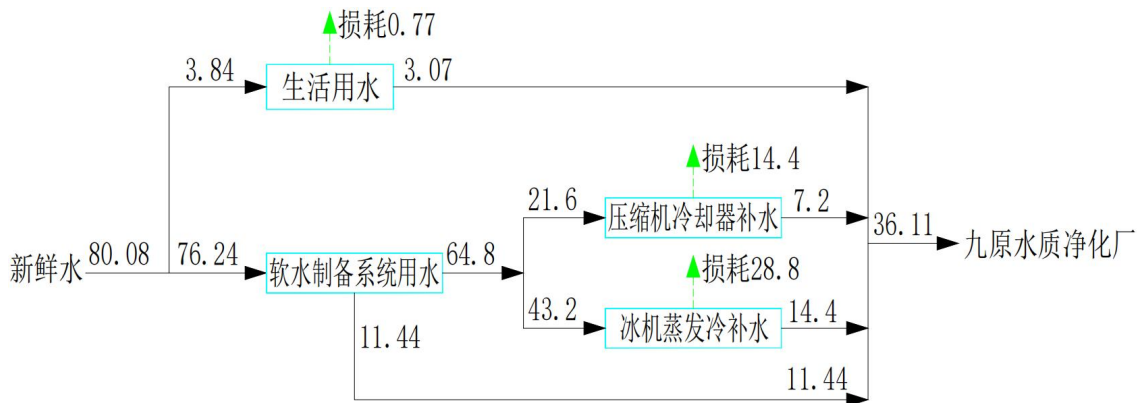 损耗0.77
3.84
生活用水
3.07
损耗14.4
21.6
压缩机冷却器补水
7.2
36.11
九原水质净化厂
新鲜水
80.08
76.24
软水制备系统用水
64.8
损耗28.8
43.2
冰机蒸发冷补水
14.4
11.44
11.44